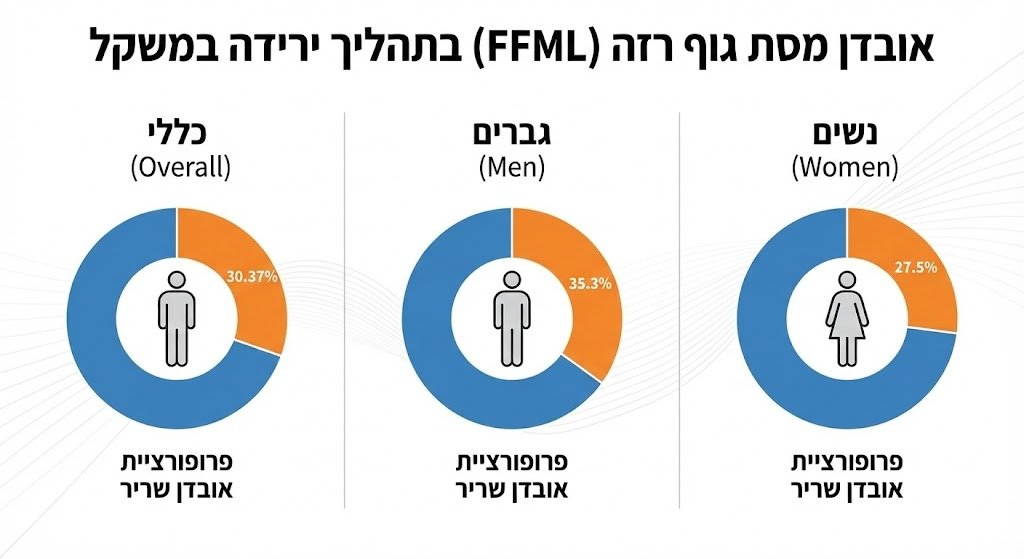 אובדן מסת גוף רזה (FFML) בתהליך ירידה במשקל
נשים
(Women)
27.5%
פרופורציית
אובדן שריר
גברים
(Men)
35.3%
פרופורציית
אובדן שריר
כללי
(Overall)
30.37%
פרופורציית
אובדן שריר